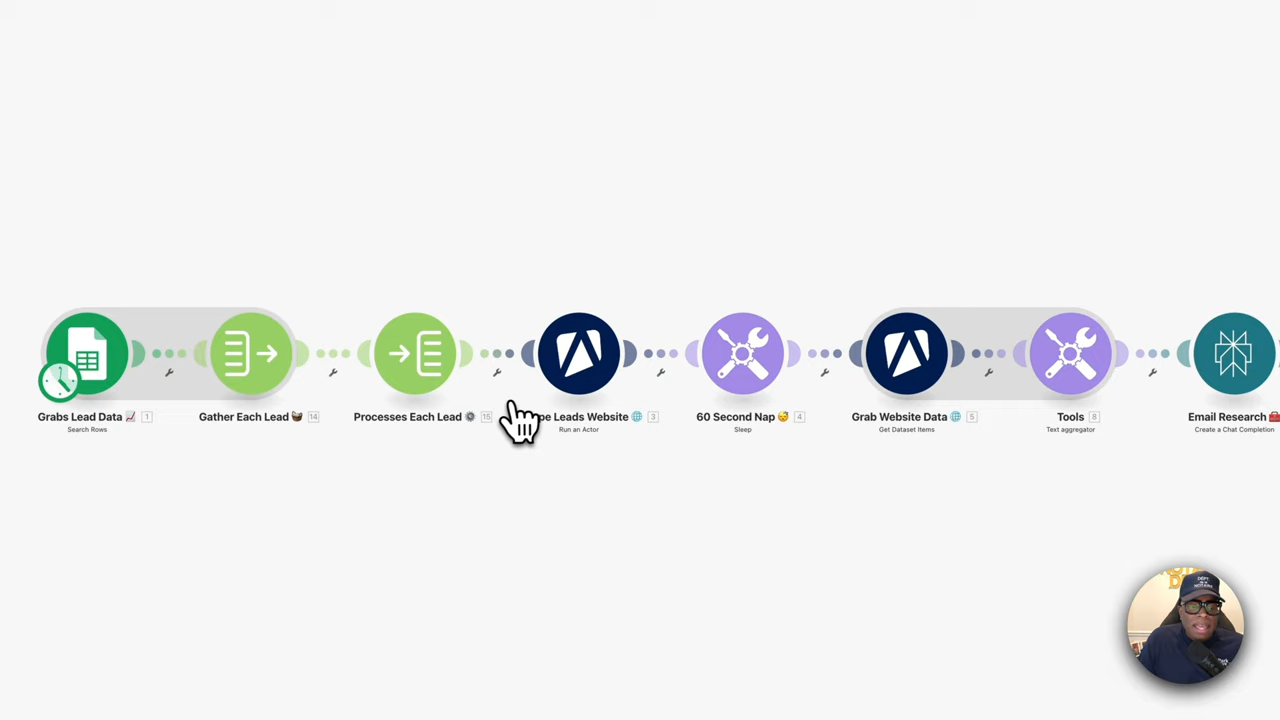 Grabs Lead Data 📈 1
Search Rows
Gather Each Lead 14
Processes Each Lead ⚙️ 15
Leads Website 🌐 3
Run an Actor
60 Second Nap 😴 4
Sleep
Grab Website Data 🌐 5
Get Dataset Items
Tools 8
Text aggregator
Email Research 🧰
Create a Chat Completion